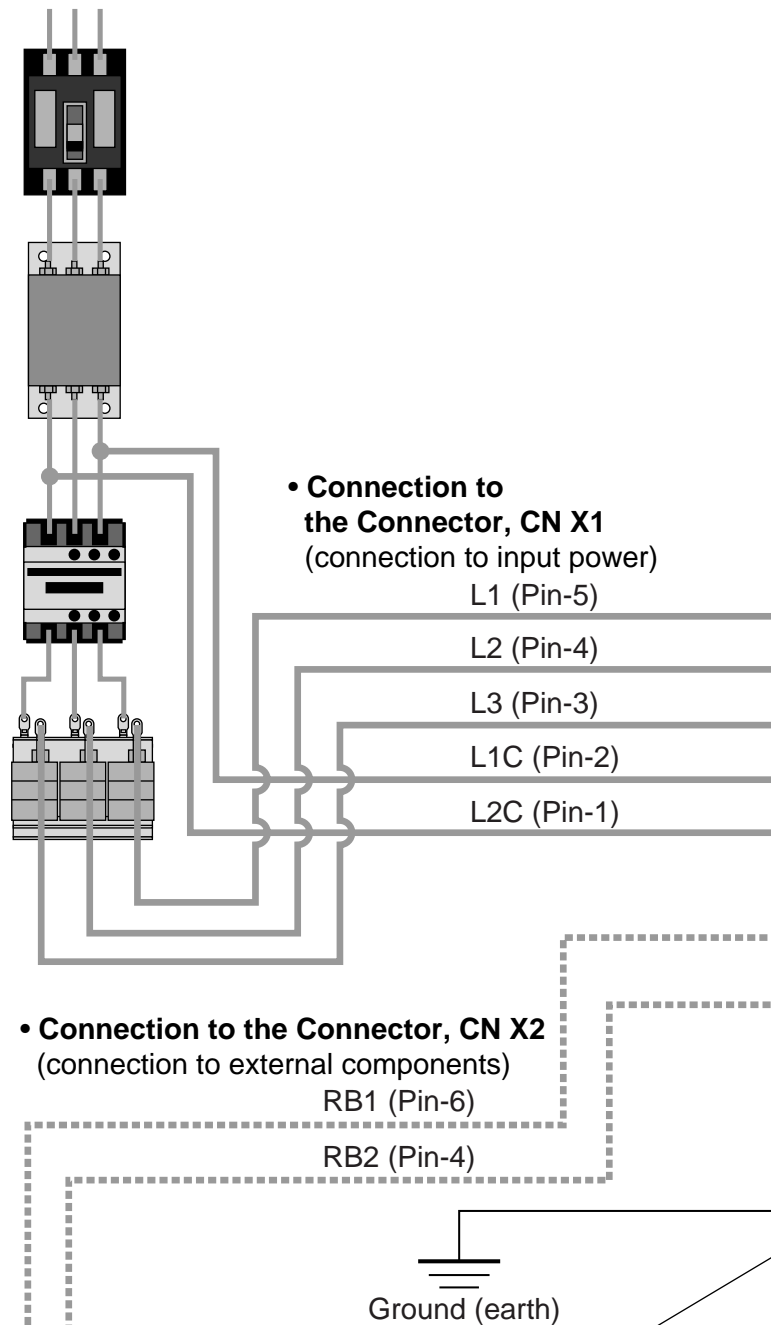 • Connection to
the Connector, CN X1
(connection to input power)
L1 (Pin-5)
L2 (Pin-4)
L3 (Pin-3)
L1C (Pin-2)
L2C (Pin-1)
• Connection to the Connector, CN X2
(connection to external components)
RB1 (Pin-6)
RB2 (Pin-4)
Ground (earth)